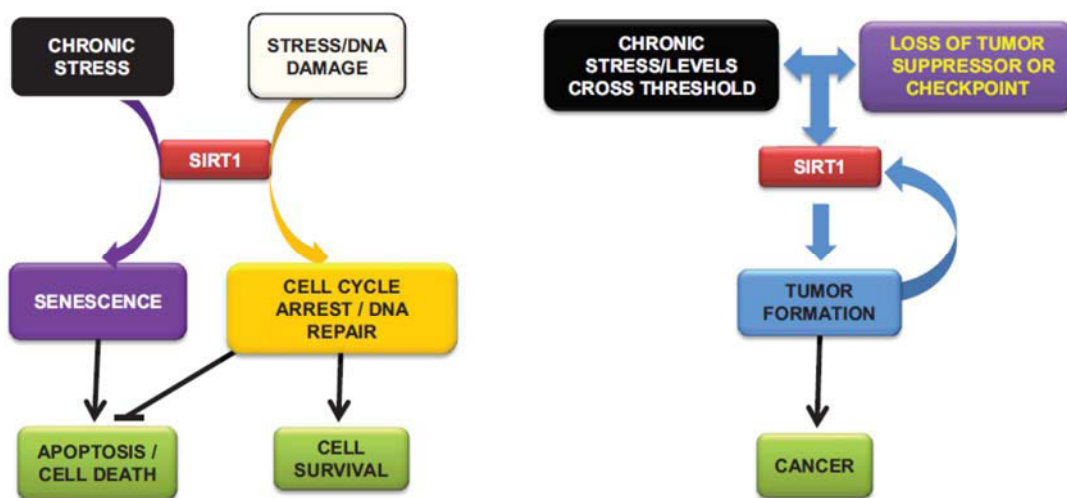 CHRONIC
STRESS
STRESS/DNA
DAMAGE
SIRT1
SENESCENCE
CELL CYCLE
ARREST / DNA
REPAIR
APOPTOSIS /
CELL DEATH
CELL
SURVIVAL
CHRONIC
STRESS/LEVELS
CROSS THRESHOLD
LOSS OF TUMOR
SUPPRESSOR OR
CHECKPOINT
SIRT1
TUMOR
FORMATION
CANCER